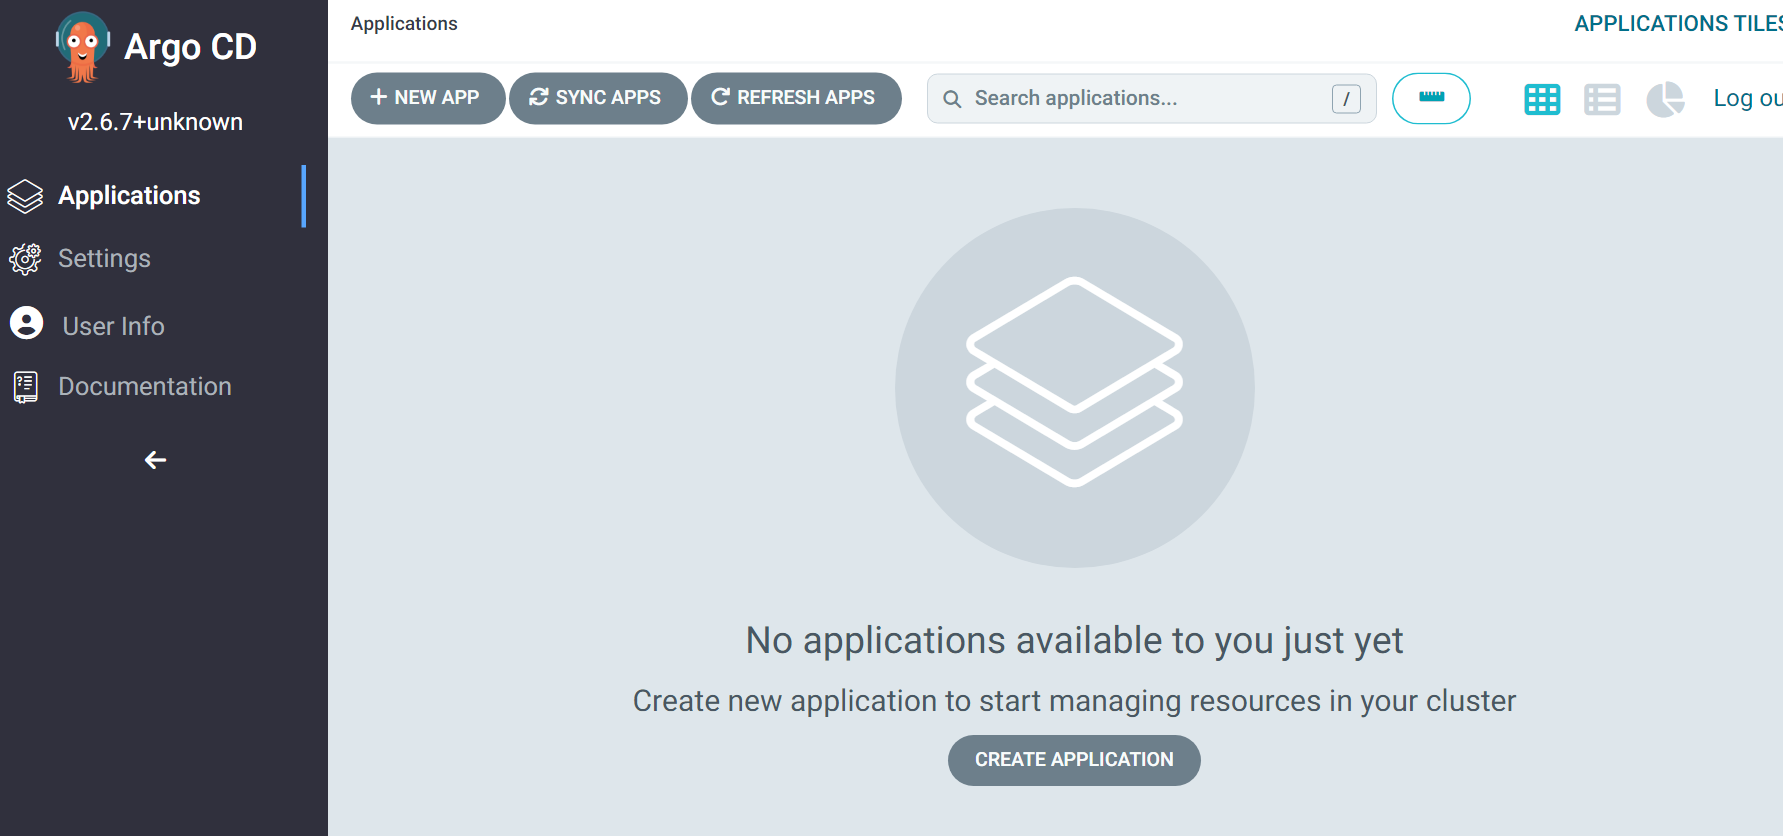 Argo CD
v2.6.7+unknown
Applications
Settings
User Info
Documentation
Applications
APPLICATIONS TILES
NEW APP
SYNC APPS
REFRESH APPS
Search applications...
/
Log ou
No applications available to you just yet
Create new application to start managing resources in your cluster
CREATE APPLICATION